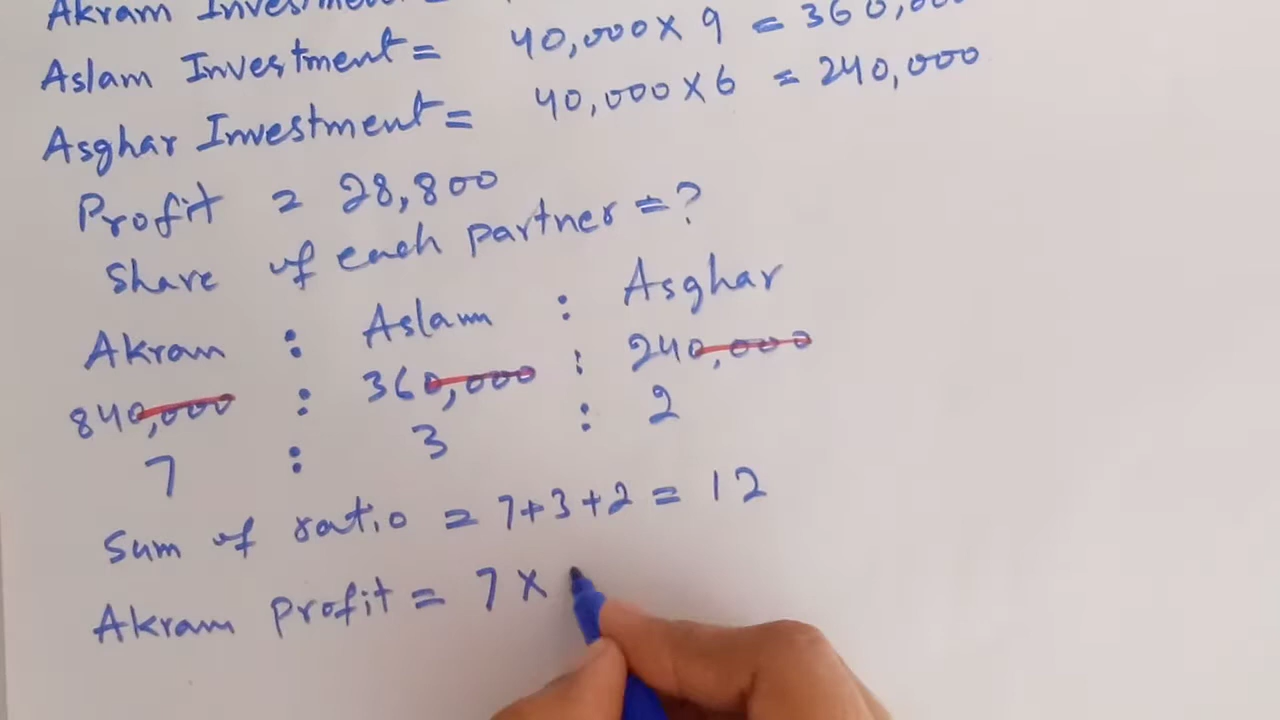 Akram Investment =
Aslam Investment = 40,000 x 9 = 360,000
Asghar Investment = 40,000 x 6 = 240,000
Profit = 28,800
Share of each partner = ?
Akram : Aslam : Asghar
840,000 : 360,000 : 240,000
7 : 3 : 2
Sum of ratio = 7+3+2 = 12
Akram Profit = 7 x